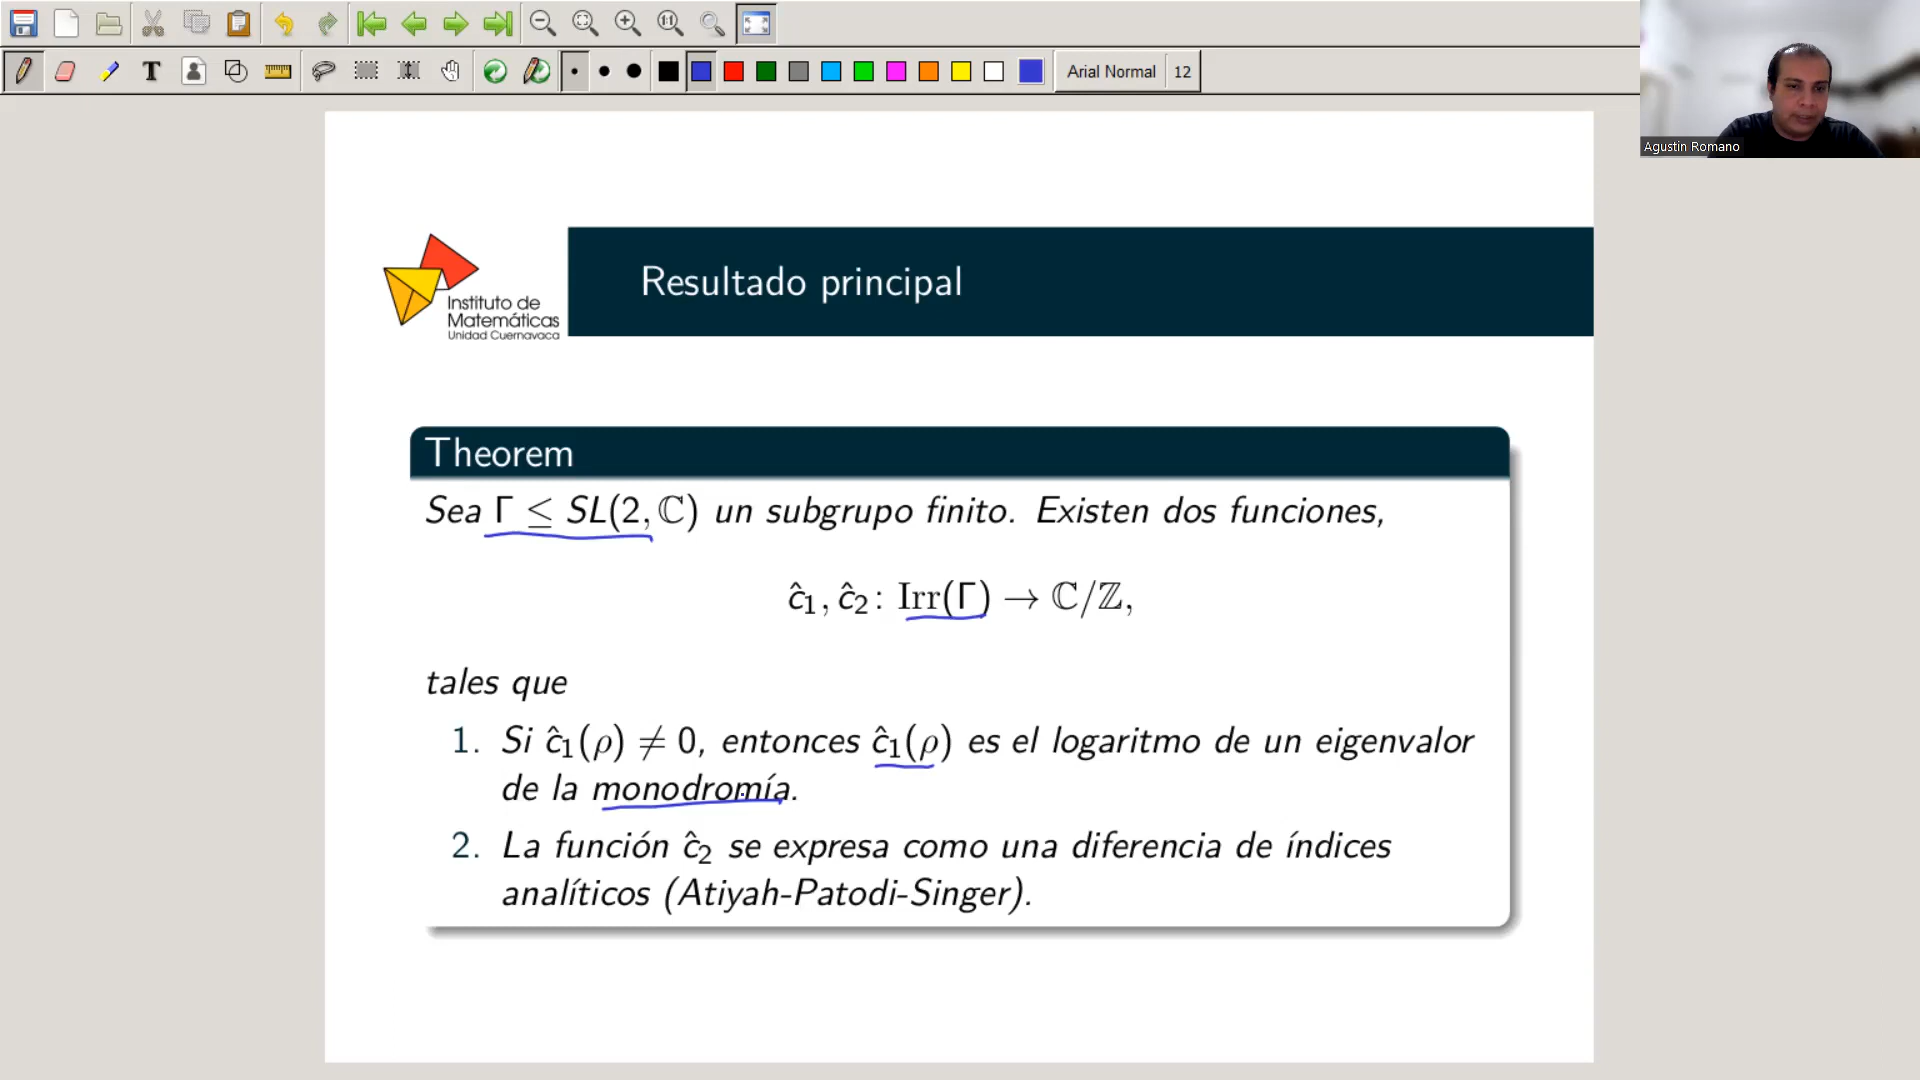 Arial Normal 12
Agustin Romano
Instituto de
Matemáticas
Unidad Cuernavaca
Resultado principal
Theorem
Sea Γ ≤ SL(2, ℂ) un subgrupo finito. Existen dos funciones,
ĉ₁, ĉ₂ : Irr(Γ) → ℂ/ℤ,
tales que
1. Si ĉ₁(ρ) ≠ 0, entonces ĉ₁(ρ) es el logaritmo de un eigenvalor
de la monodromía.
2. La función ĉ₂ se expresa como una diferencia de índices
analíticos (Atiyah-Patodi-Singer).